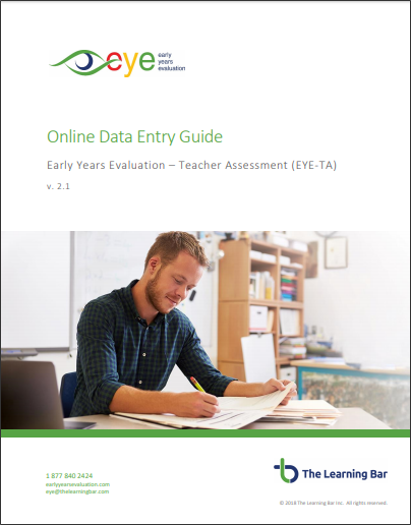 eye
early
years
evaluation
Online Data Entry Guide
Early Years Evaluation – Teacher Assessment (EYE-TA)
v. 2.1
1 877 840 2424
earlyyearsevaluation.com
eye@thelearningbar.com
The Learning Bar
© 2019 The Learning Bar Inc. All rights reserved.